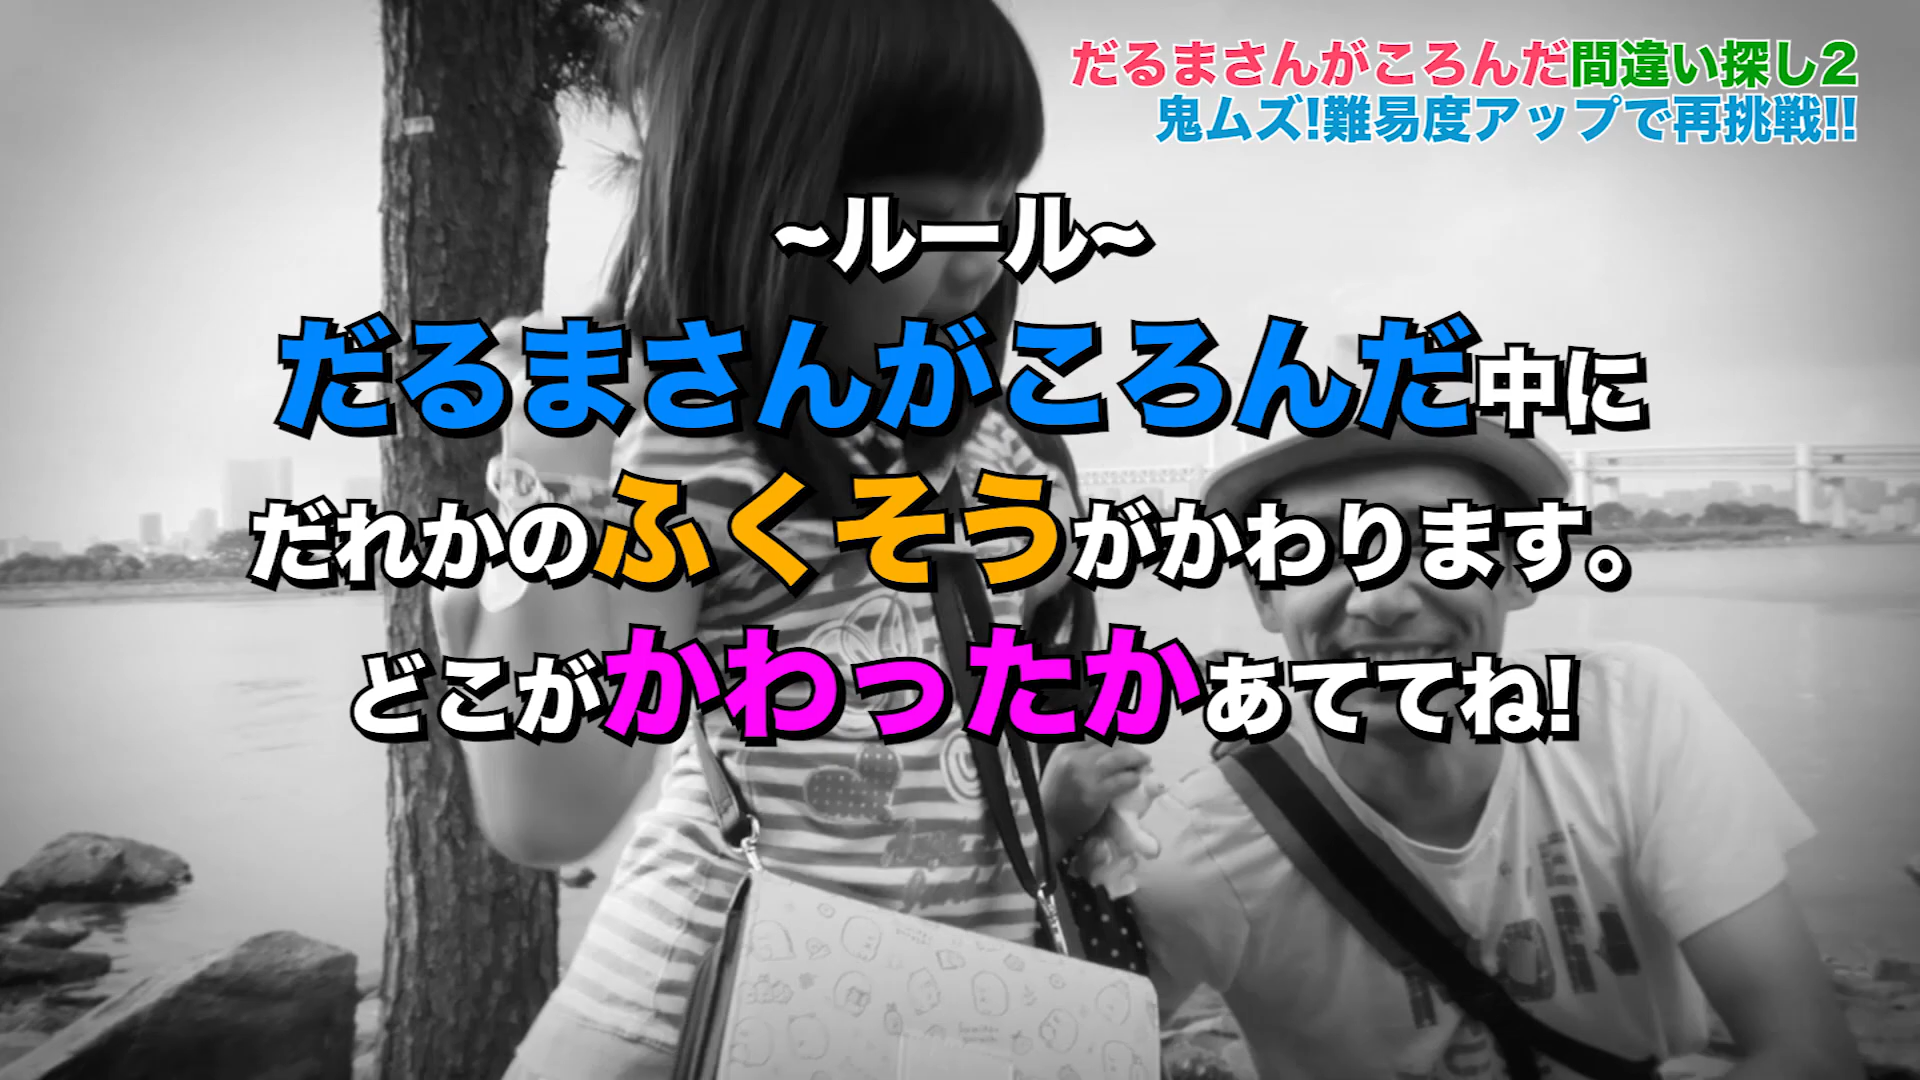 だるまさんがころんだ間違い探し2
鬼ムズ!難易度アップで再挑戦!!
~ルール~
だるまさんがころんだ中に
だれかのふくそうがかわります。
どこがかわったかあててね!